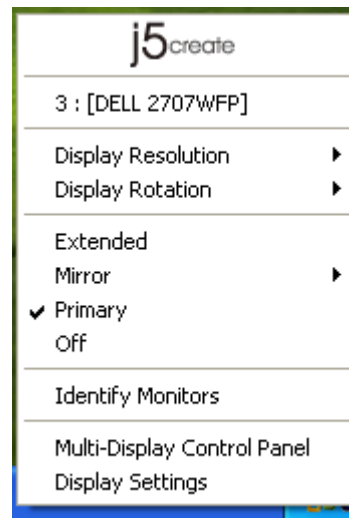 j5create
3 : [DELL 2707WFP]
Display Resolution
Display Rotation
Extended
Mirror
Primary
Off
Identify Monitors
Multi-Display Control Panel
Display Settings